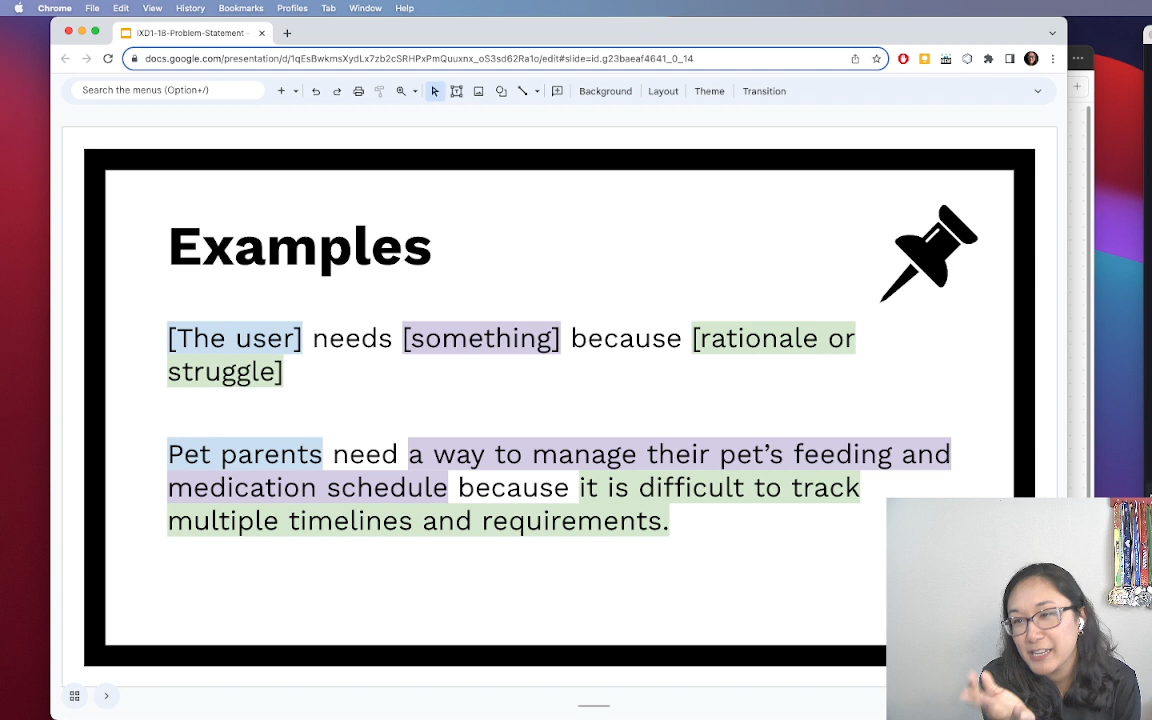 Chrome File Edit View History Bookmarks Profiles Tab Window Help
IXD1-18-Problem-Statement -
docs.google.com/presentation/d/1qEsBwkmsXydLx7zb2cSRHPxPmQuuxnx_oS3sd62Ra1o/edit#slide=id.g23baeaf4641_0_14
Search the menus (Option+/)
Background Layout Theme Transition
Examples
[The user] needs [something] because [rationale or
struggle]
Pet parents need a way to manage their pet’s feeding and
medication schedule because it is difficult to track
multiple timelines and requirements.